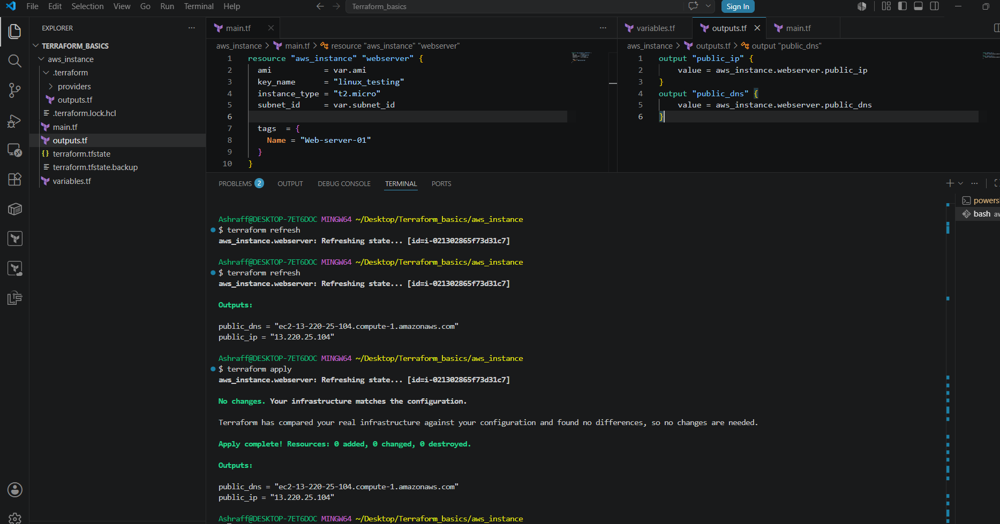 File Edit Selection View Go Run Terminal Help
Terraform_basics
Sign In
EXPLORER
TERRAFORM_BASICS
aws_instance
.terraform
providers
outputs.tf
.terraform.lock.hcl
main.tf
outputs.tf
terraform.tfstate
terraform.tfstate.backup
variables.tf
main.tf
aws_instance > main.tf > resource "aws_instance" "webserver"
1 resource "aws_instance" "webserver" {
2 ami = var.ami
3 key_name = "linux_testing"
4 instance_type = "t2.micro"
5 subnet_id = var.subnet_id
6
7 tags = {
8 Name = "Web-server-01"
9 }
10 }
variables.tf outputs.tf main.tf
aws_instance > outputs.tf > output "public_dns"
1 output "public_ip" {
2 value = aws_instance.webserver.public_ip
3 }
4 output "public_dns" {
5 value = aws_instance.webserver.public_dns
6 }
PROBLEMS 2 OUTPUT DEBUG CONSOLE TERMINAL PORTS
Ashraff@DESKTOP-7ET6DOC MINGW64 ~/Desktop/Terraform_basics/aws_instance
$ terraform refresh
aws_instance.webserver: Refreshing state... [id=i-021302865f73d31c7]
Ashraff@DESKTOP-7ET6DOC MINGW64 ~/Desktop/Terraform_basics/aws_instance
$ terraform refresh
aws_instance.webserver: Refreshing state... [id=i-021302865f73d31c7]
Outputs:
public_dns = "ec2-13-220-25-104.compute-1.amazonaws.com"
public_ip = "13.220.25.104"
Ashraff@DESKTOP-7ET6DOC MINGW64 ~/Desktop/Terraform_basics/aws_instance
$ terraform apply
aws_instance.webserver: Refreshing state... [id=i-021302865f73d31c7]
No changes. Your infrastructure matches the configuration.
Terraform has compared your real infrastructure against your configuration and found no differences, so no changes are needed.
Apply complete! Resources: 0 added, 0 changed, 0 destroyed.
Outputs:
public_dns = "ec2-13-220-25-104.compute-1.amazonaws.com"
public_ip = "13.220.25.104"
Ashraff@DESKTOP-7ET6DOC MINGW64 ~/Desktop/Terraform_basics/aws_instance
powers
bash aw